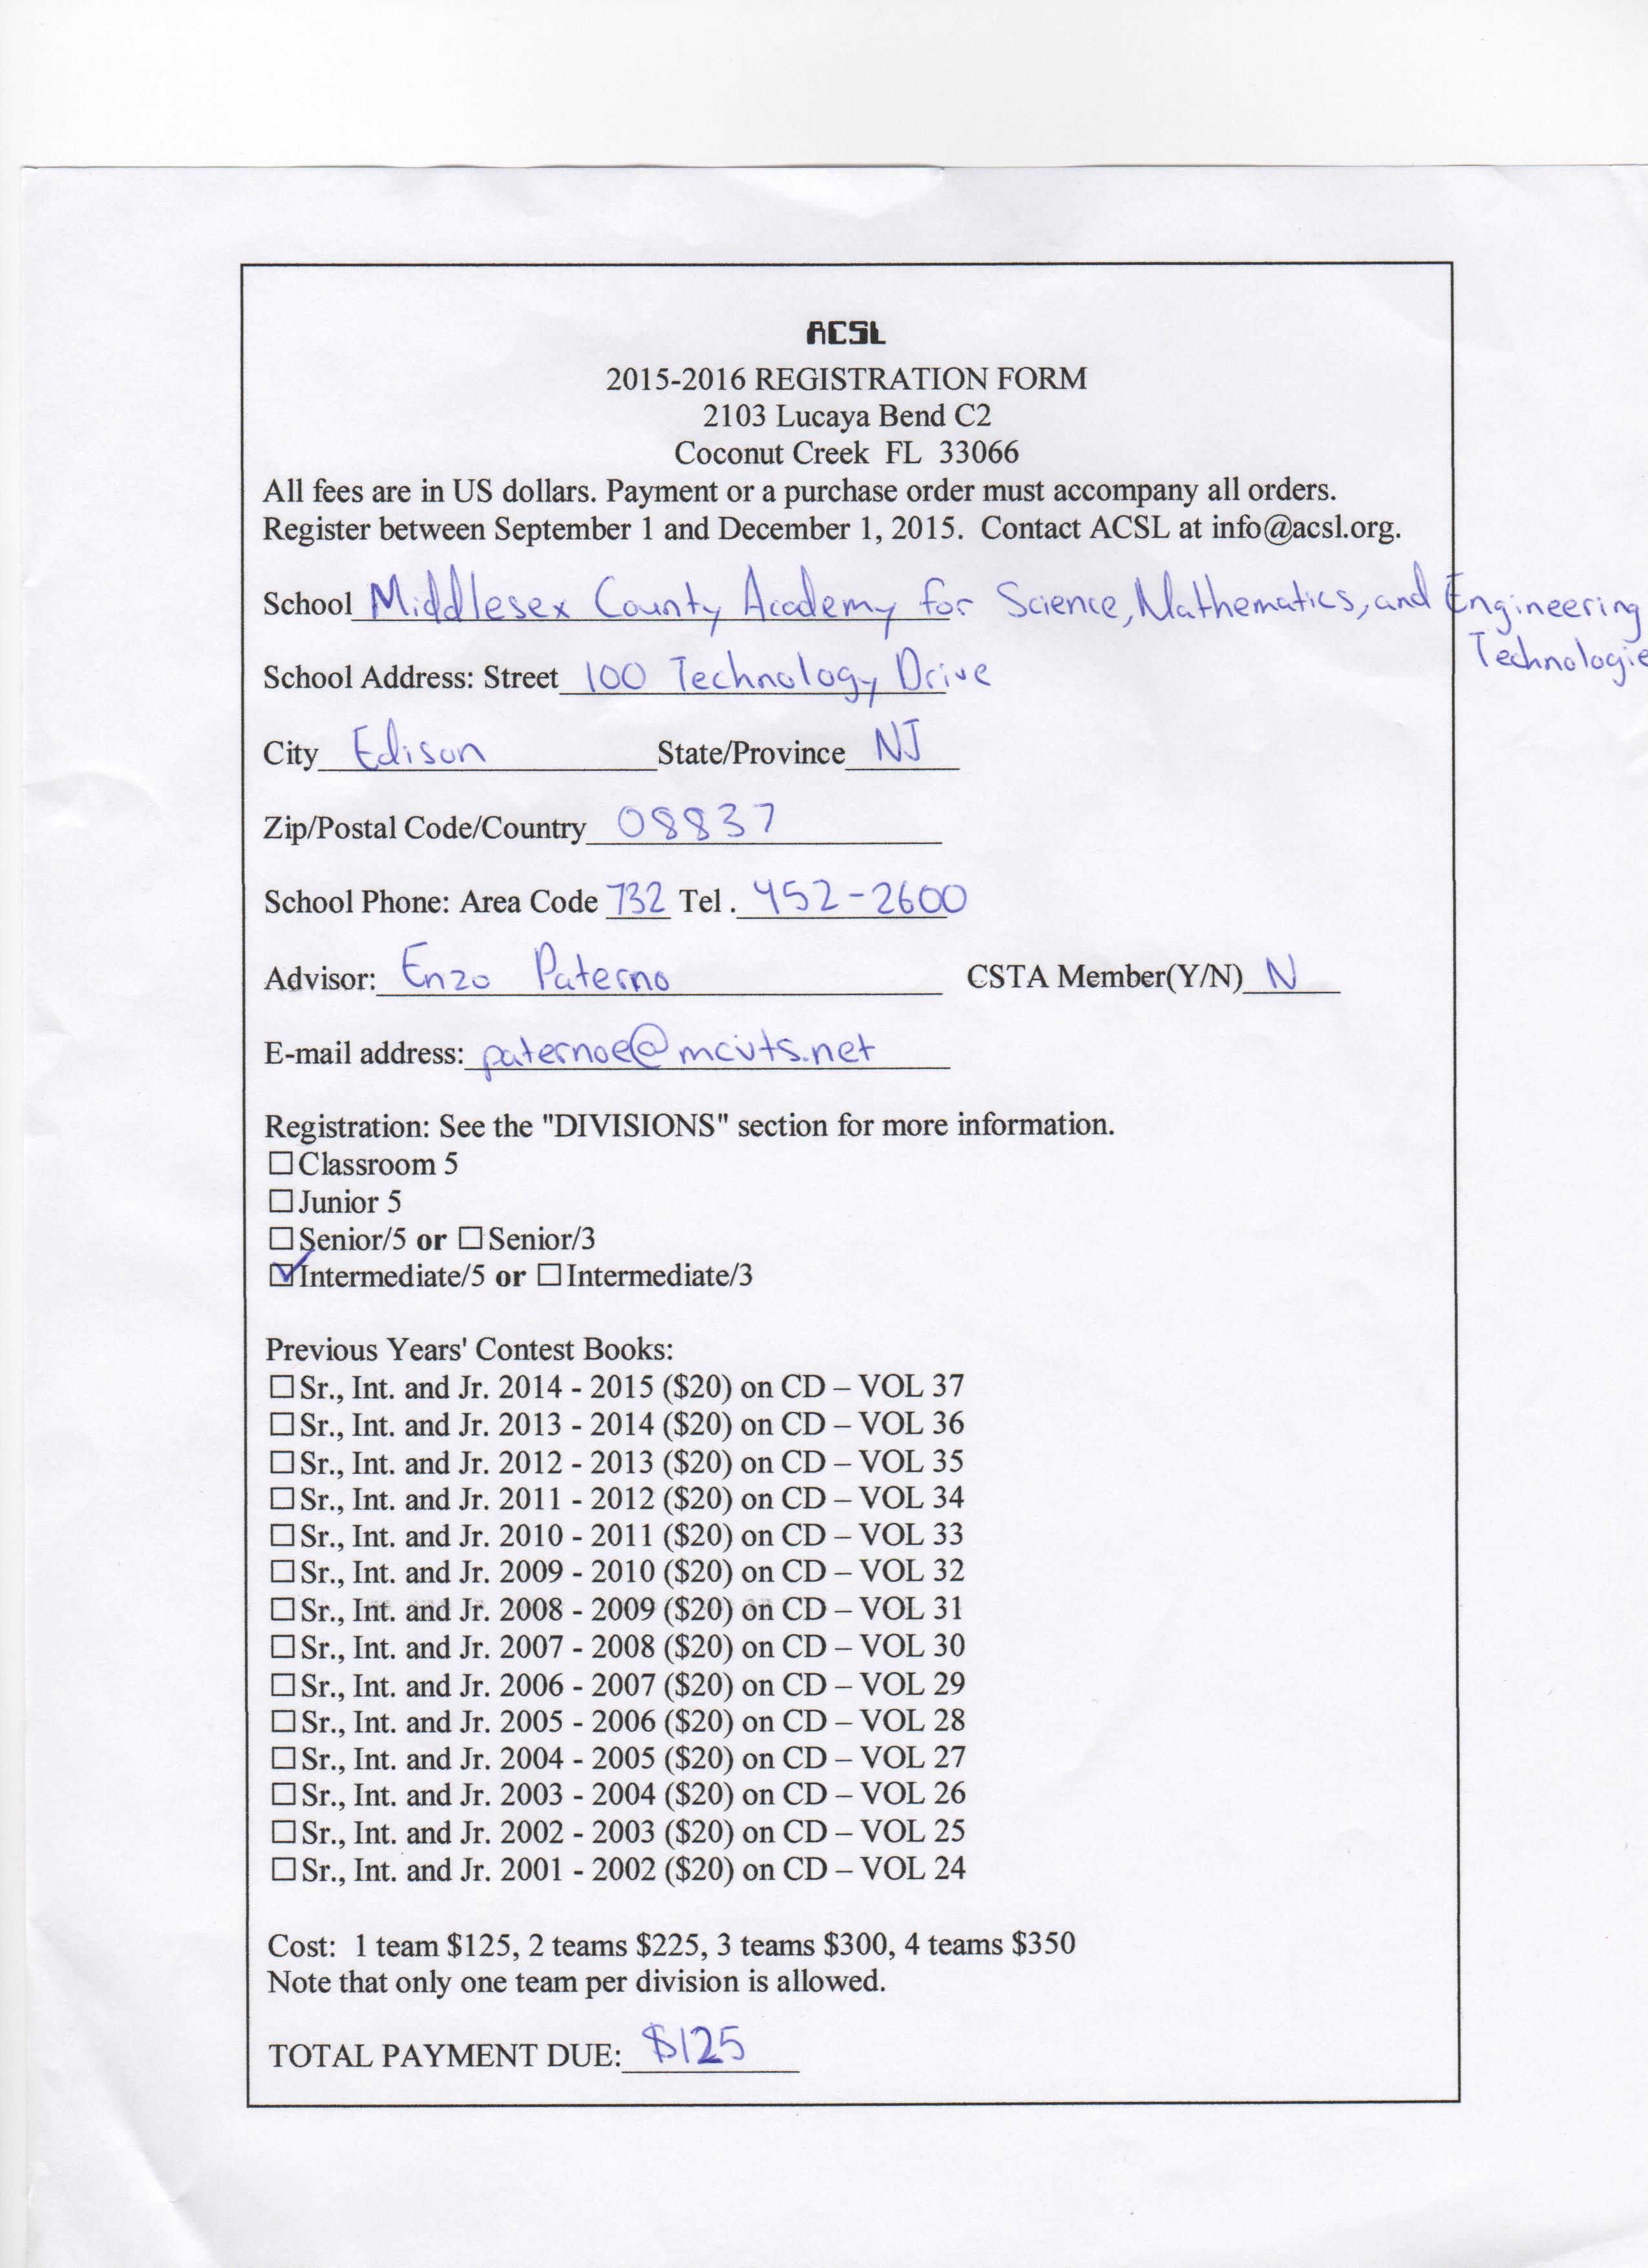 ACSL
2015-2016 REGISTRATION FORM
2103 Lucaya Bend C2
Coconut Creek FL 33066
All fees are in US dollars. Payment or a purchase order must accompany all orders.
Register between September 1 and December 1, 2015. Contact ACSL at info@acsl.org.
School Middlesex County Academy for Science, Mathematics, and Engineering
Technologie
School Address: Street 100 Technology Drive
City Edison State/Province NJ
Zip/Postal Code/Country 08837
School Phone: Area Code 732 Tel . 452-2600
Advisor: Enzo Paterno CSTA Member(Y/N) N
E-mail address: paternoe@mcvts.net
Registration: See the "DIVISIONS" section for more information.
☐ Classroom 5
☐ Junior 5
☐ Senior/5 or ☐ Senior/3
☑ Intermediate/5 or ☐ Intermediate/3
Previous Years' Contest Books:
☐ Sr., Int. and Jr. 2014 - 2015 ($20) on CD – VOL 37
☐ Sr., Int. and Jr. 2013 - 2014 ($20) on CD – VOL 36
☐ Sr., Int. and Jr. 2012 - 2013 ($20) on CD – VOL 35
☐ Sr., Int. and Jr. 2011 - 2012 ($20) on CD – VOL 34
☐ Sr., Int. and Jr. 2010 - 2011 ($20) on CD – VOL 33
☐ Sr., Int. and Jr. 2009 - 2010 ($20) on CD – VOL 32
☐ Sr., Int. and Jr. 2008 - 2009 ($20) on CD – VOL 31
☐ Sr., Int. and Jr. 2007 - 2008 ($20) on CD – VOL 30
☐ Sr., Int. and Jr. 2006 - 2007 ($20) on CD – VOL 29
☐ Sr., Int. and Jr. 2005 - 2006 ($20) on CD – VOL 28
☐ Sr., Int. and Jr. 2004 - 2005 ($20) on CD – VOL 27
☐ Sr., Int. and Jr. 2003 - 2004 ($20) on CD – VOL 26
☐ Sr., Int. and Jr. 2002 - 2003 ($20) on CD – VOL 25
☐ Sr., Int. and Jr. 2001 - 2002 ($20) on CD – VOL 24
Cost: 1 team $125, 2 teams $225, 3 teams $300, 4 teams $350
Note that only one team per division is allowed.
TOTAL PAYMENT DUE: $125